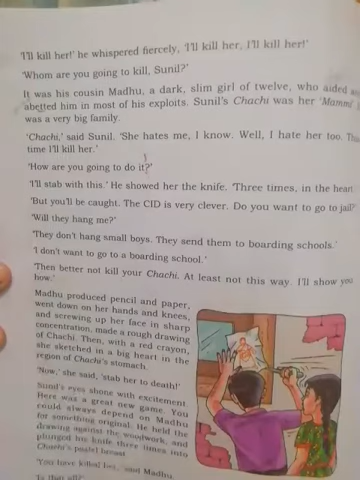 'I'll kill her!' he whispered fiercely, 'I'll kill her, I'll kill her!'
'Whom are you going to kill, Sunil?'
It was his cousin Madhu, a dark, slim girl of twelve, who aided and
abetted him in most of his exploits. Sunil's Chachi was her 'Mammi'
was a very big family.
'Chachi,' said Sunil. 'She hates me, I know. Well, I hate her too. This
time I'll kill her.'
'How are you going to do it?'
'I'll stab with this.' He showed her the knife. 'Three times, in the heart
'But you'll be caught. The CID is very clever. Do you want to go to jail?'
'Will they hang me?'
'They don't hang small boys. They send them to boarding schools.'
'I don't want to go to a boarding school.'
'Then better not kill your Chachi. At least not this way. I'll show you
how.'
Madhu produced pencil and paper,
went down on her hands and knees,
and screwing up her face in sharp
concentration, made a rough drawing
of Chachi. Then, with a red crayon,
she sketched in a big heart in the
region of Chachi's stomach.
'Now,' she said, 'stab her to death!'
Sunil's eyes shone with excitement.
Here was a great new game. You
could always depend on Madhu
for something original. He held the
drawing against the woodwork, and
plunged his knife three times into
Chachi's pastel breast.
'You have killed her,' said Madhu.
'Is that all?'